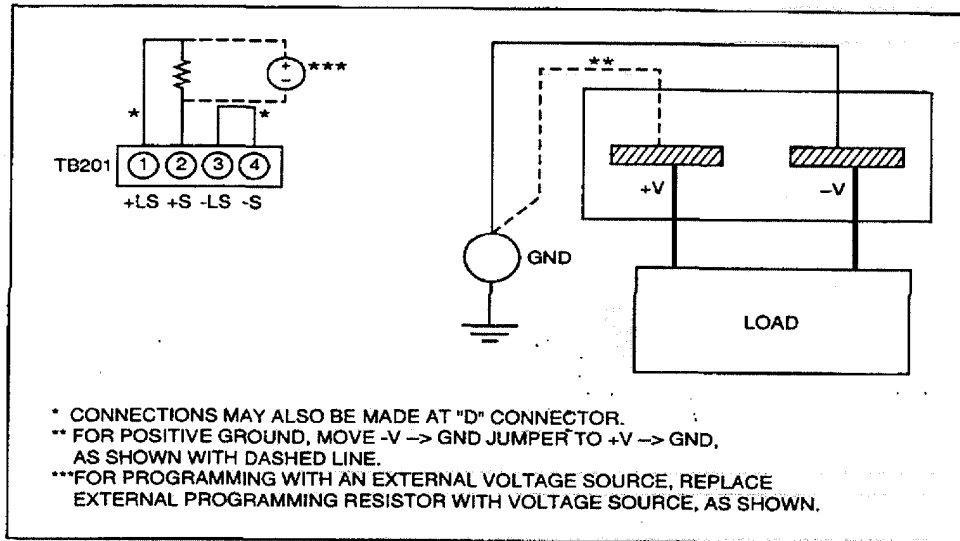 +
−
***
*
*
TB201
1 2 3 4
+LS +S -LS -S
**
+V
−V
GND
LOAD
* CONNECTIONS MAY ALSO BE MADE AT "D" CONNECTOR.
** FOR POSITIVE GROUND, MOVE -V –> GND JUMPER TO +V –> GND,
AS SHOWN WITH DASHED LINE.
***FOR PROGRAMMING WITH AN EXTERNAL VOLTAGE SOURCE, REPLACE
EXTERNAL PROGRAMMING RESISTOR WITH VOLTAGE SOURCE, AS SHOWN.